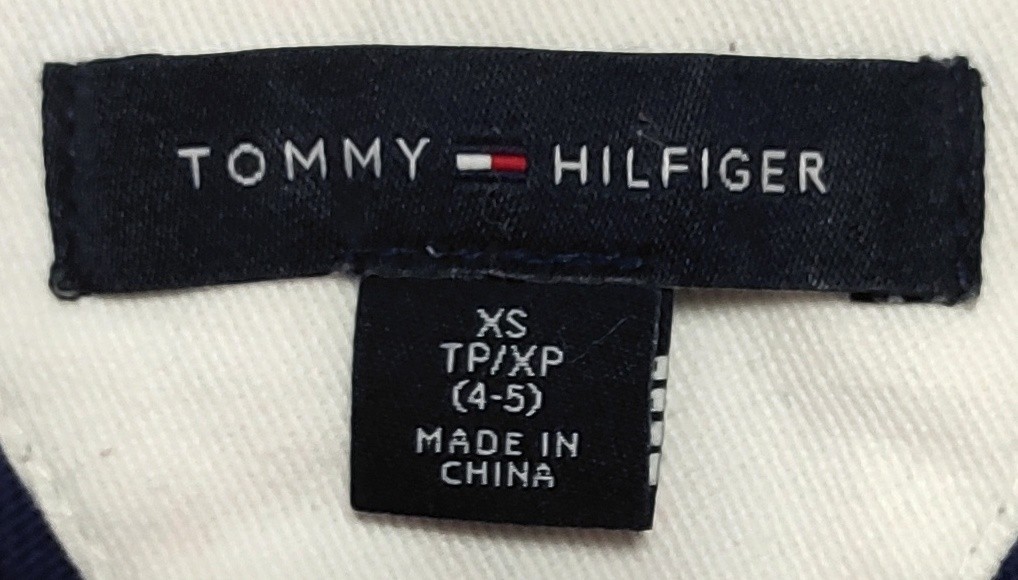 TOMMY HILFIGER
XS
TP/XP
(4-5)
MADE IN
CHINA